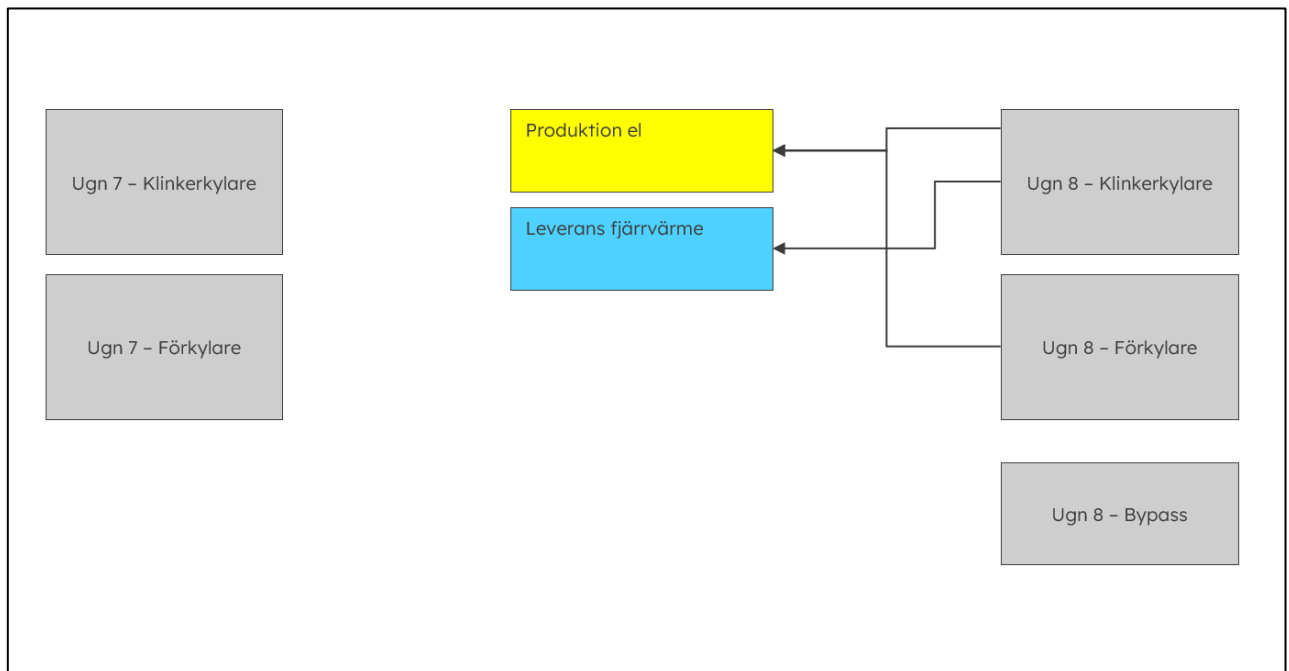 Ugn 7 – Klinkerkylare
Ugn 7 – Förkylare
Produktion el
Leverans fjärrvärme
Ugn 8 – Klinkerkylare
Ugn 8 – Förkylare
Ugn 8 – Bypass